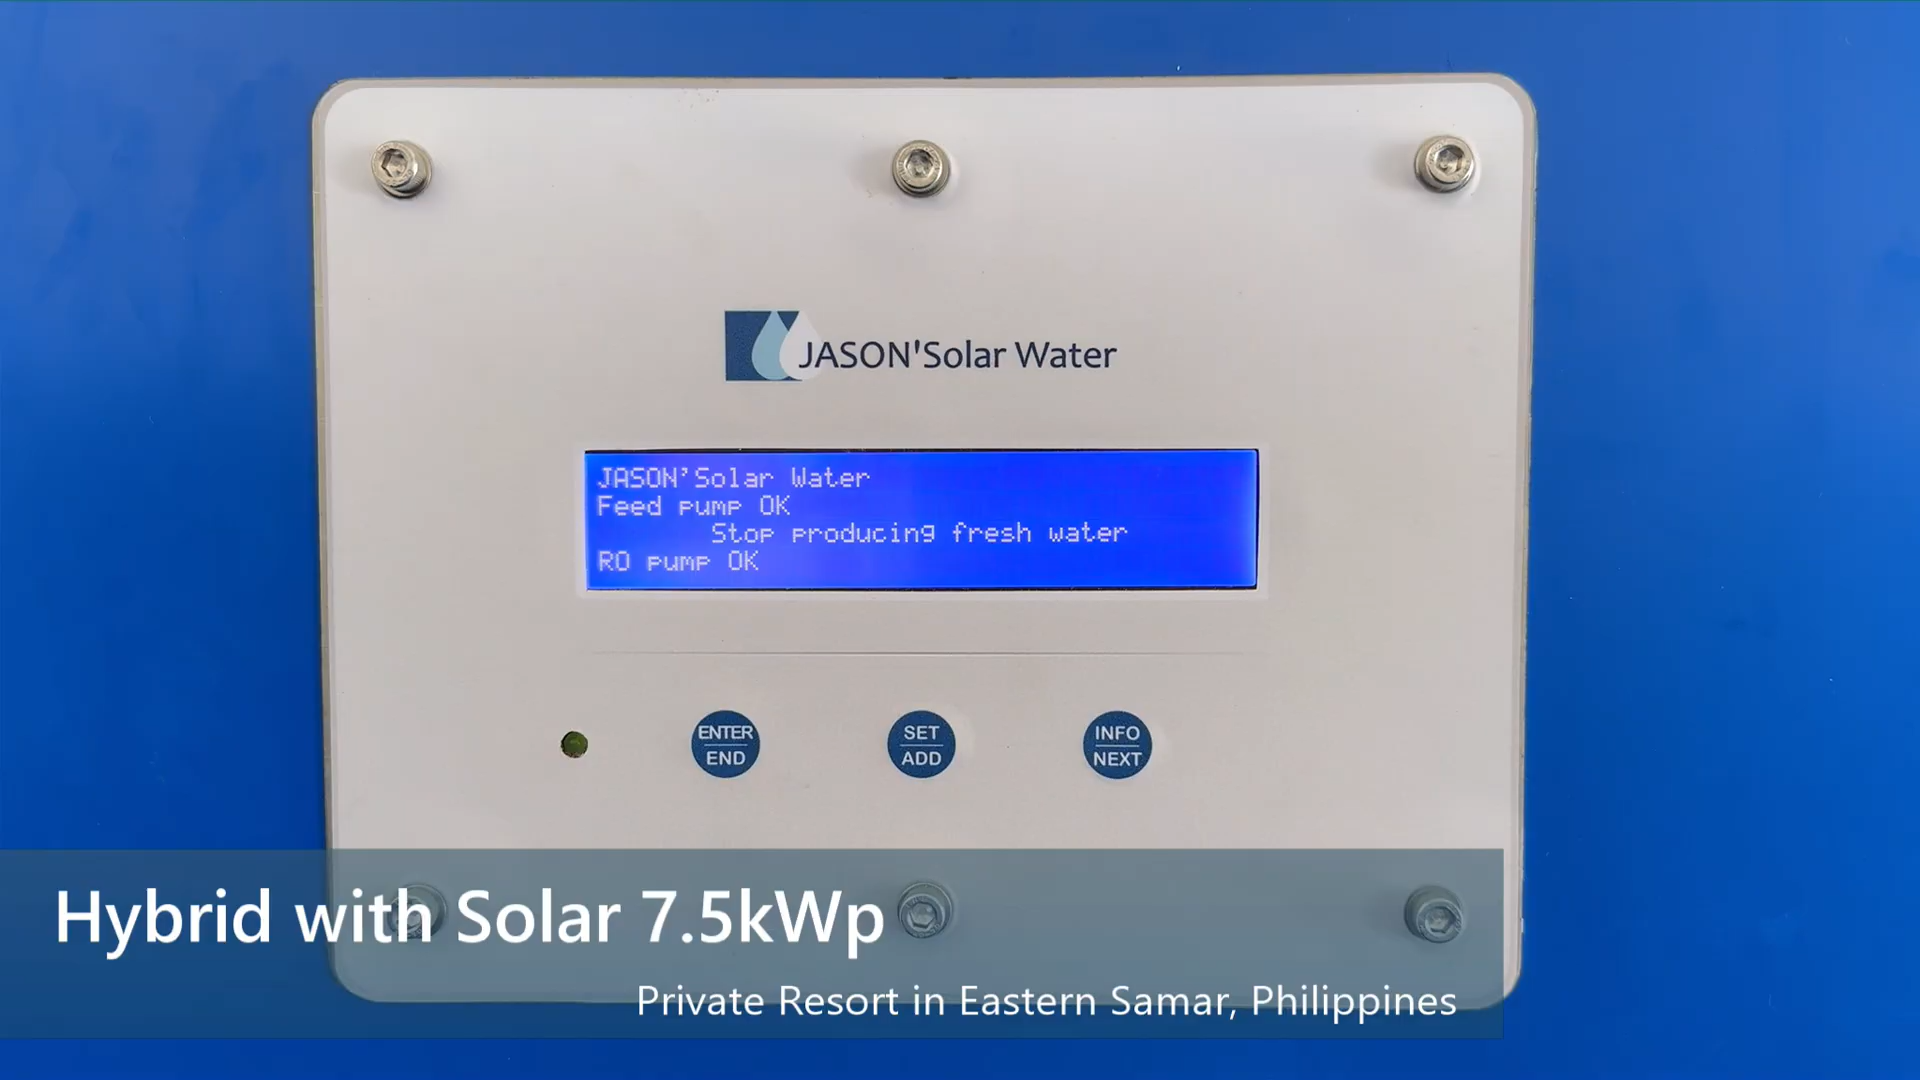 JASON'Solar Water
JASON'Solar Water
Feed pump OK
Stop producing fresh water
RO pump OK
ENTER
END
SET
ADD
INFO
NEXT
Hybrid with Solar 7.5kWp
Private Resort in Eastern Samar, Philippines